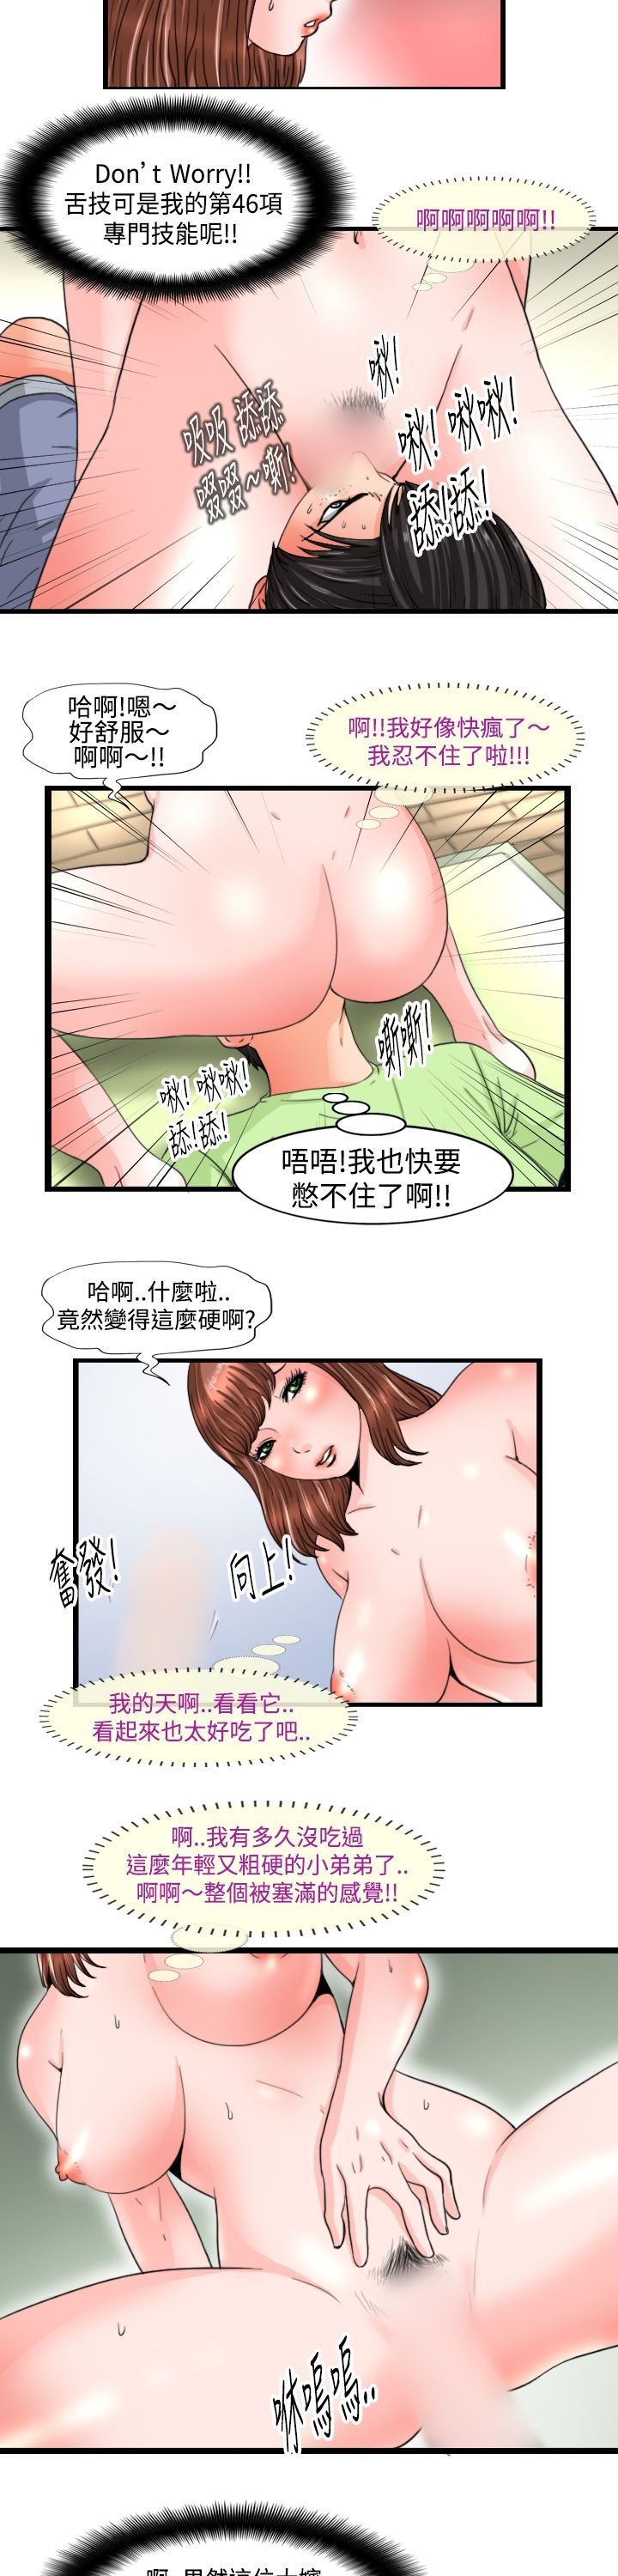 Don't Worry!!
舌技可是我的第46項
專門技能呢!!
啊啊啊啊啊!!
啾!
吸吸 舔舔
啾! 啾啾!
啜啜~嘶!
舔!舔!
哈啊!嗯~
好舒服~
啊啊~!!
啊!!我好像快瘋了~
我忍不住了啦!!!
嘶嘶!
啾! 啾啾!
舔!舔!
唔唔!我也快要
憋不住了啊!!
哈啊..什麼啦..
竟然變得這麼硬啊?
奮發!
向上!
我的天啊..看看它..
看起來也太好吃了吧..
啊..我有多久沒吃過
這麼年輕又粗硬的小弟弟了..
啊啊~整個被塞滿的感覺!!
咻嗚嗚..